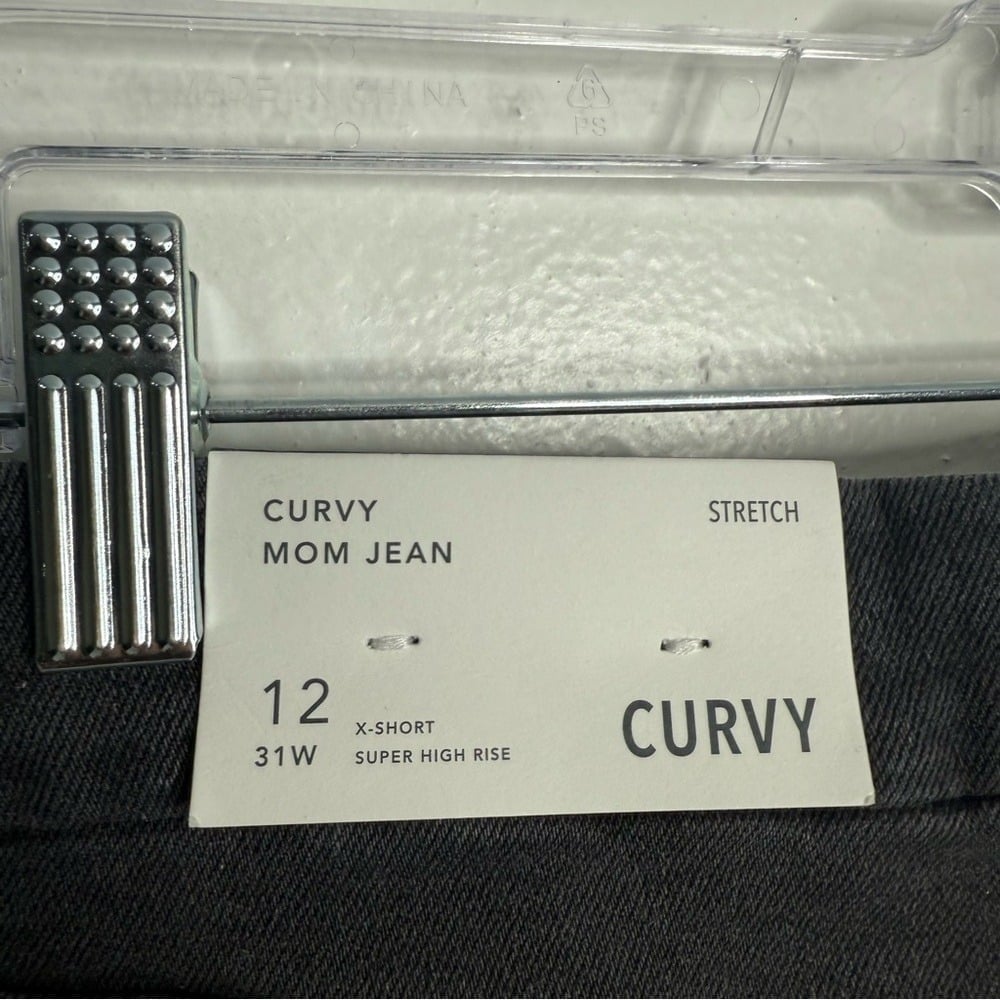 MADE IN CHINA
6
PS
CURVY
MOM JEAN
STRETCH
12
31W
X-SHORT
SUPER HIGH RISE
CURVY